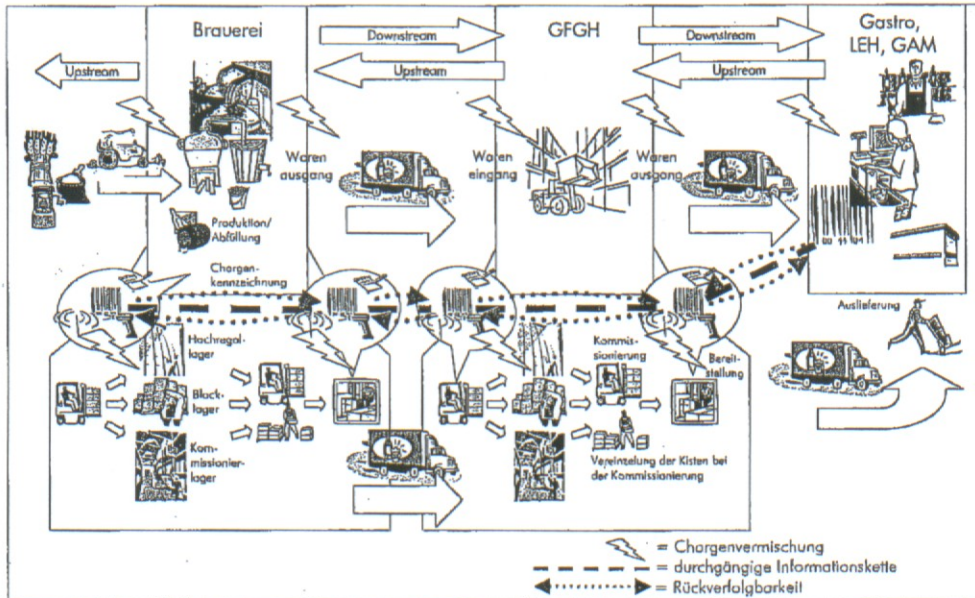 Brauerei
Downstream
GFGH
Downstream
Gastro,
LEH, GAM
Upstream
Upstream
Upstream
Waren
ausgang
Waren
eingang
Waren
ausgang
Produktion/
Abfüllung
Chargen-
kennzeichnung
Auslieferung
Hochregal-
lager
Block-
lager
Kom-
missionier-
lager
Kommis-
sionierung
Bereit-
stellung
Vereinzelung der Kisten bei
der Kommissionierung
= Chargenvermischung
= durchgängige Informationskette
= Rückverfolgbarkeit